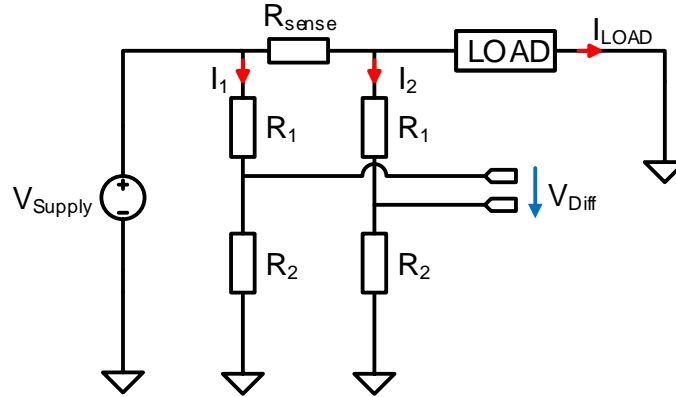 Rsense
LOAD
ILOAD
I1
I2
R1
R1
VSupply
VDiff
R2
R2